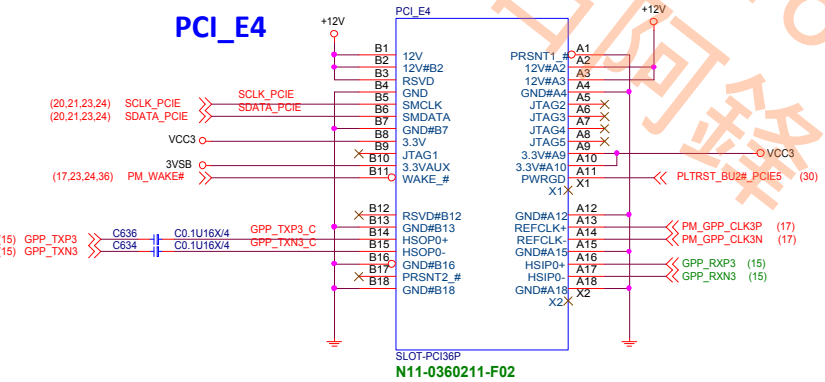 PCI_E4
PCI_E4
+12V
+12V
B1 12V
B2 12V#B2
B3 RSVD
B4 GND
SCLK_PCIE
(20,21,23,24) SCLK_PCIE
B5 SMCLK
SDATA_PCIE
(20,21,23,24) SDATA_PCIE
B6 SMDATA
B7 GND#B7
VCC3
B8 3.3V
B9 JTAG1
3VSB
B10 3.3VAUX
(17,23,24,36) PM_WAKE#
B11 WAKE_#
B12 RSVD#B12
B13 GND#B13
15) GPP_TXP3
C636
C0.1U16X/4
GPP_TXP3_C
B14 HSOP0+
15) GPP_TXN3
C634
C0.1U16X/4
GPP_TXN3_C
B15 HSOP0-
B16 GND#B16
B17 PRSNT2_#
B18 GND#B18
PRSNT1_# A1
12V#A2 A2
12V#A3 A3
GND#A4 A4
JTAG2 A5
JTAG3 A6
JTAG4 A7
JTAG5 A8
3.3V#A9 A9
VCC3
3.3V#A10 A10
PWRGD A11
PLTRST_BU2#_PCIE5 (30)
X1 X1
GND#A12 A12
REFCLK+ A13
PM_GPP_CLK3P (17)
REFCLK- A14
PM_GPP_CLK3N (17)
GND#A15 A15
HSIP0+ A16
GPP_RXP3 (15)
HSIP0- A17
GPP_RXN3 (15)
GND#A18 A18
X2 X2
SLOT-PCI36P
N11-0360211-F02
阿鋒